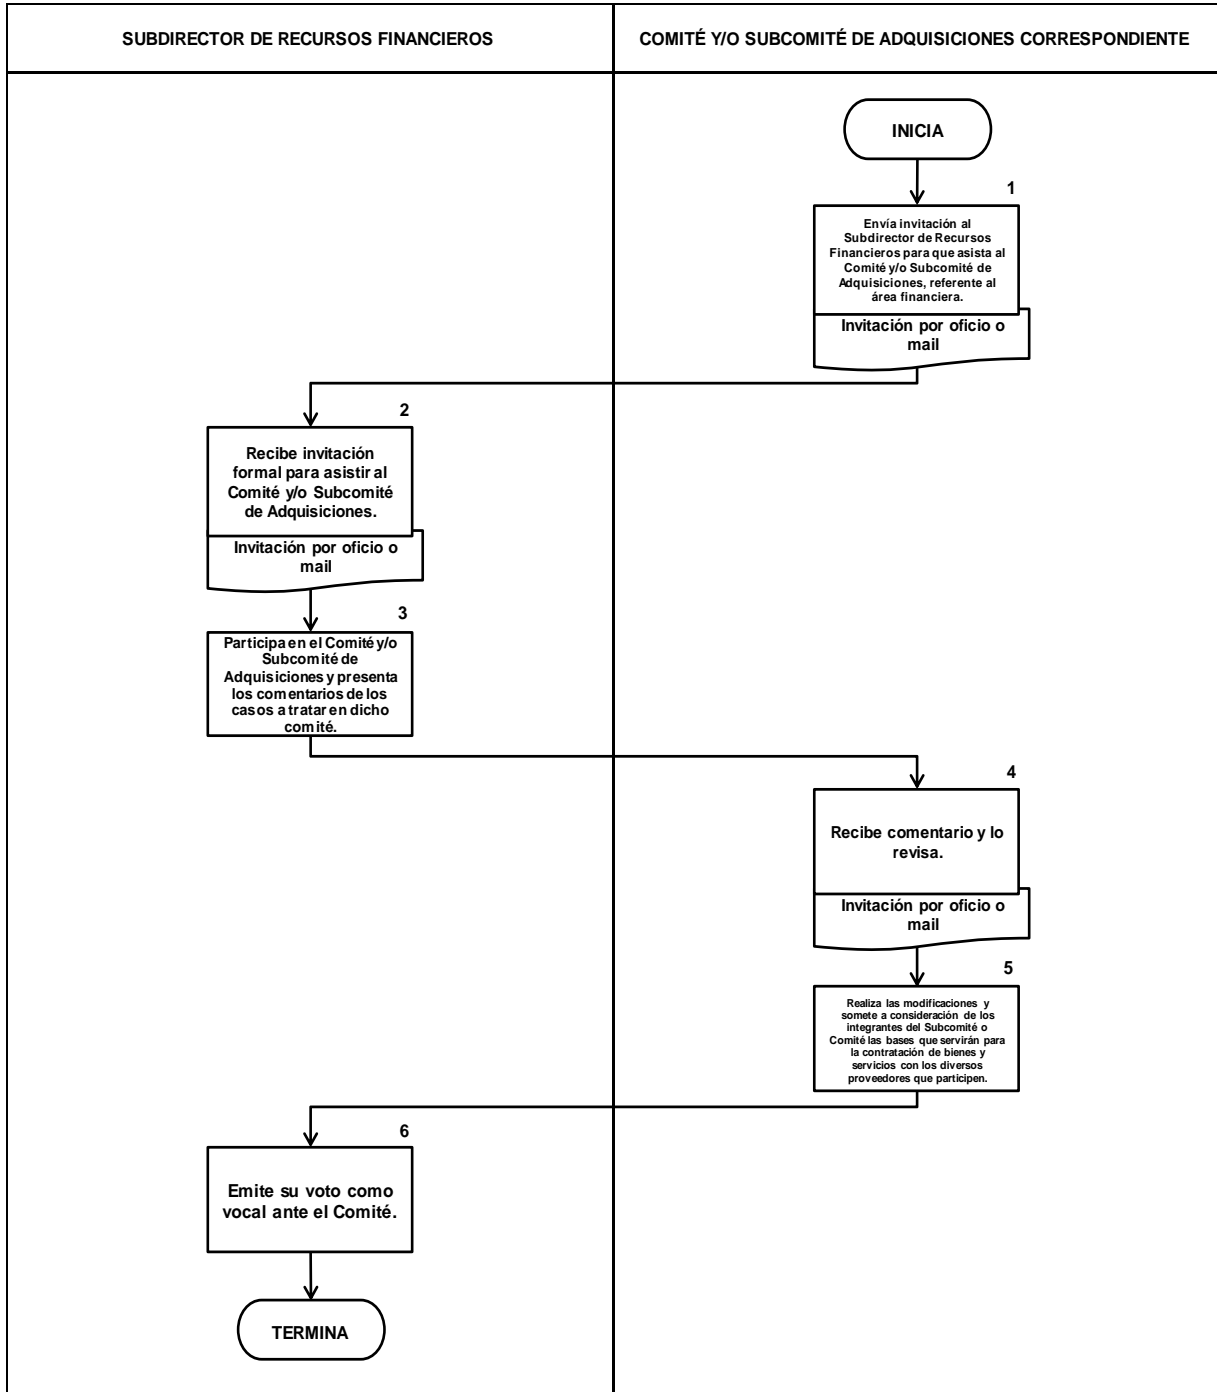 SUBDIRECTOR DE RECURSOS FINANCIEROS
COMITÉ Y/O SUBCOMITÉ DE ADQUISICIONES CORRESPONDIENTE
INICIA
1
Envía invitación al
Subdirector de Recursos
Financieros para que asista al
Comité y/o Subcomité de
Adquisiciones, referente al
área financiera.
Invitación por oficio o
mail
2
Recibe invitación
formal para asistir al
Comité y/o Subcomité
de Adquisiciones.
Invitación por oficio o
mail
3
Participa en el Comité y/o
Subcomité de
Adquisiciones y presenta
los comentarios de los
casos a tratar en dicho
comité.
4
Recibe comentario y lo
revisa.
Invitación por oficio o
mail
5
Realiza las modificaciones y
somete a consideración de los
integrantes del Subcomité o
Comité las bases que servirán para
la contratación de bienes y
servicios con los diversos
proveedores que participen.
6
Emite su voto como
vocal ante el Comité.
TERMINA